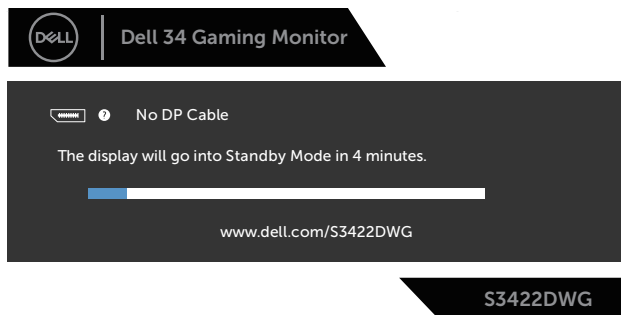 DELL
Dell 34 Gaming Monitor
? No DP Cable
The display will go into Standby Mode in 4 minutes.
www.dell.com/S3422DWG
S3422DWG